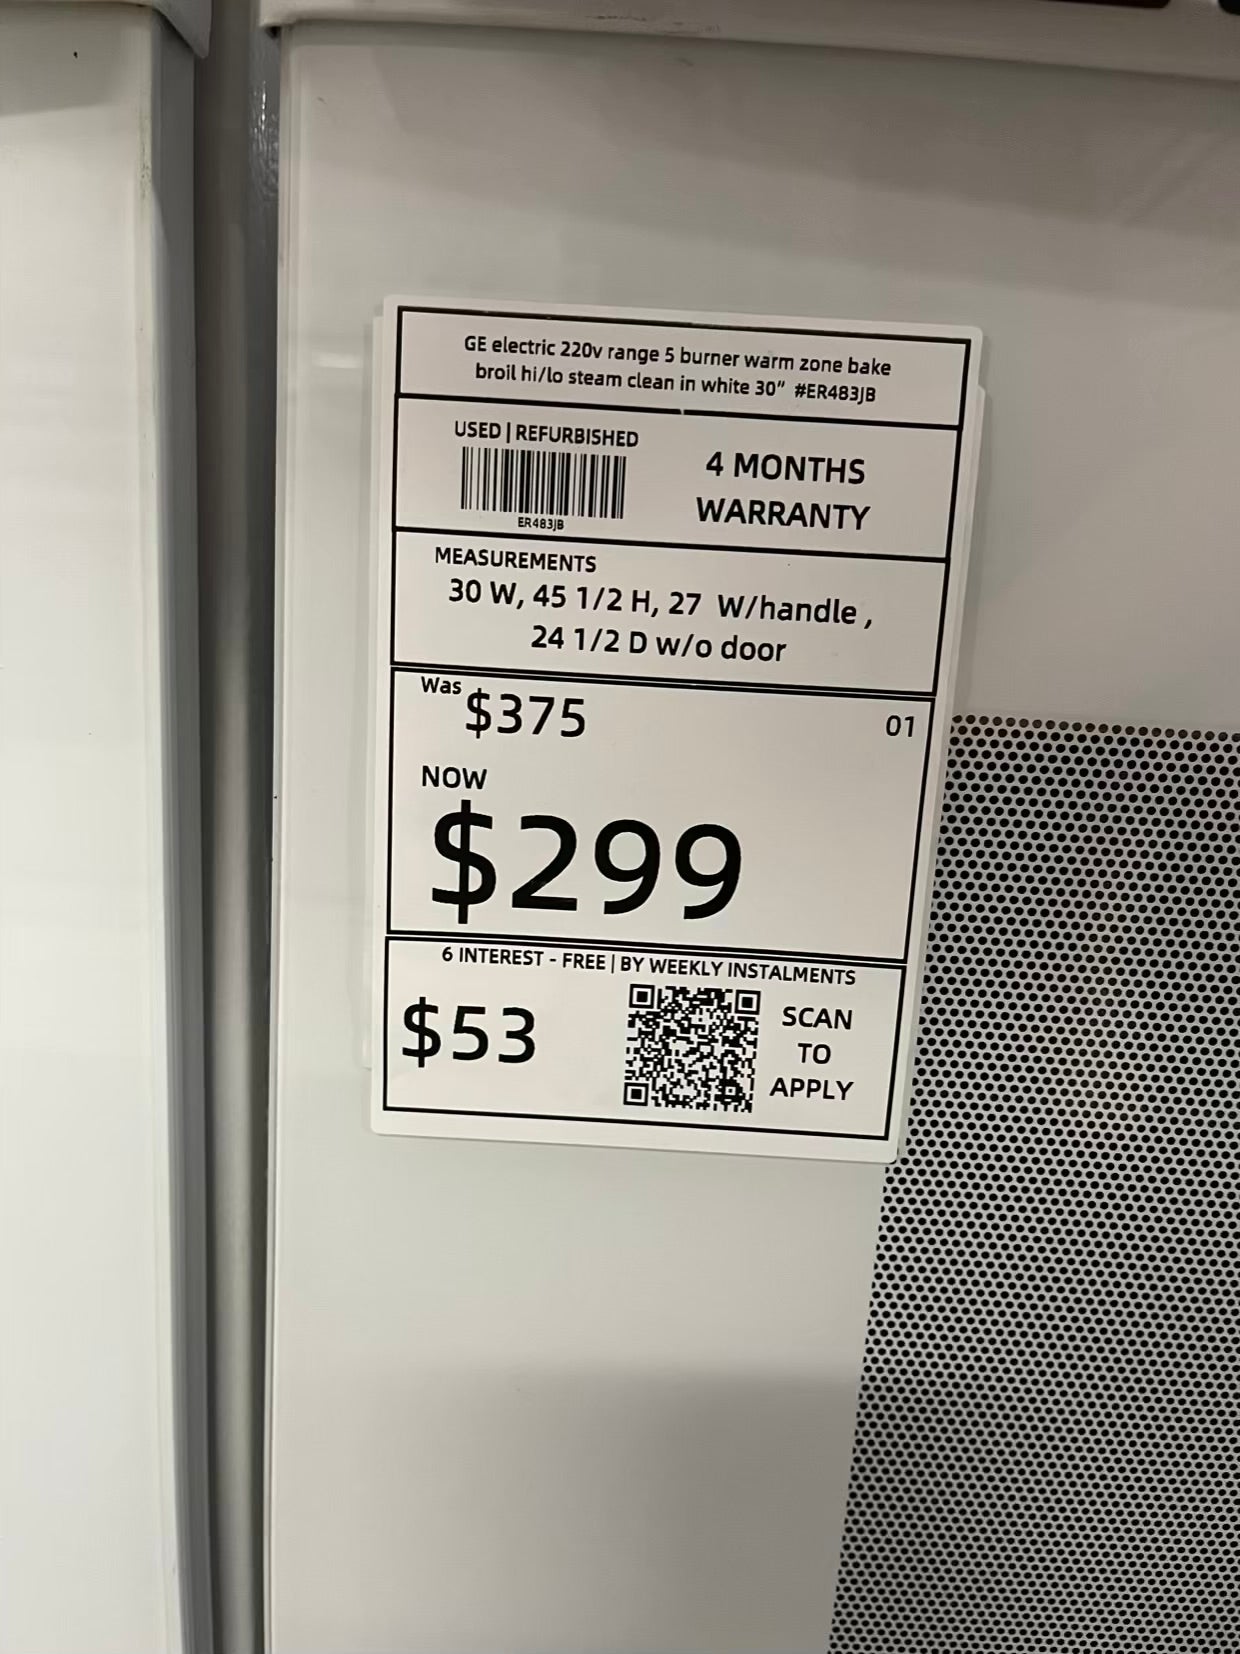 GE electric 220v range 5 burner warm zone bake
broil hi/lo steam clean in white 30" #ER483JB
USED | REFURBISHED
ER483JB
4 MONTHS
WARRANTY
MEASUREMENTS
30 W, 45 1/2 H, 27 W/handle ,
24 1/2 D w/o door
Was $375
01
NOW
$299
6 INTEREST - FREE | BY WEEKLY INSTALMENTS
$53
SCAN
TO
APPLY